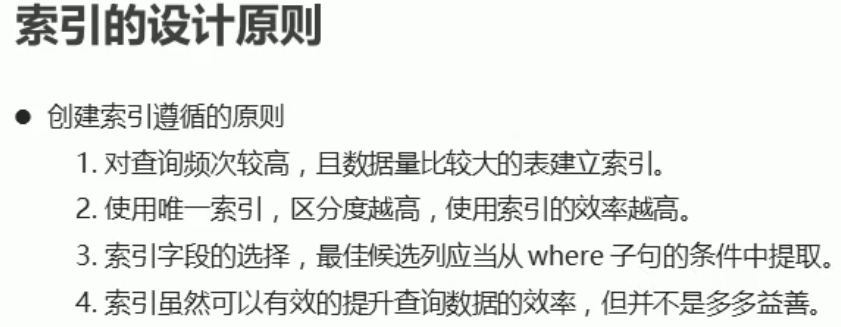 索引的设计原则
● 创建索引遵循的原则
1. 对查询频次较高，且数据量比较大的表建立索引。
2. 使用唯一索引，区分度越高，使用索引的效率越高。
3. 索引字段的选择，最佳候选列应当从 where 子句的条件中提取。
4. 索引虽然可以有效的提升查询数据的效率，但并不是多多益善。